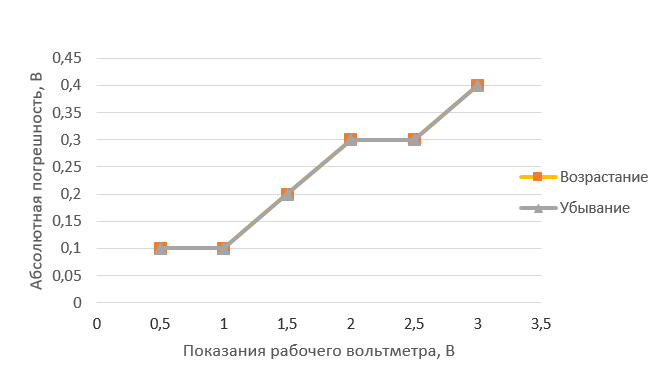 Абсолютная погрешность, В
0,45
0,4
0,35
0,3
0,25
0,2
0,15
0,1
0,05
0
0 0,5 1 1,5 2 2,5 3 3,5
Показания рабочего вольтметра, В
Возрастание
Убывание